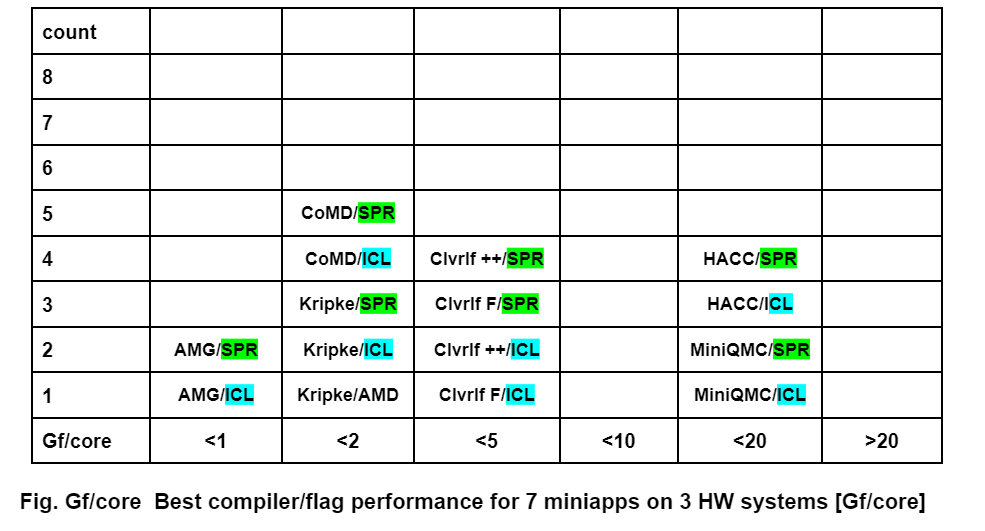 count
8
7
6
5 CoMD/SPR
4 CoMD/ICL Clvrlf ++/SPR HACC/SPR
3 Kripke/SPR Clvrlf F/SPR HACC/ICL
2 AMG/SPR Kripke/ICL Clvrlf ++/ICL MiniQMC/SPR
1 AMG/ICL Kripke/AMD Clvrlf F/ICL MiniQMC/ICL
Gf/core <1 <2 <5 <10 <20 >20
Fig. Gf/core Best compiler/flag performance for 7 miniapps on 3 HW systems [Gf/core]